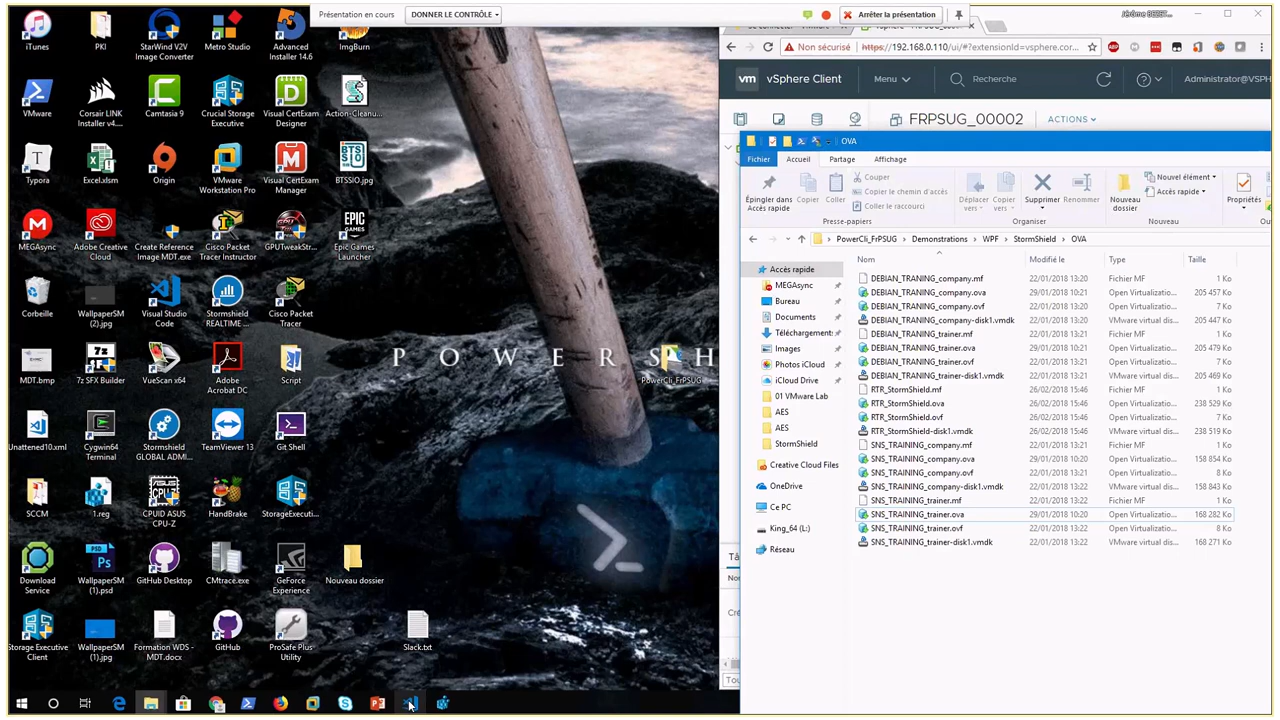 Présentation en cours DONNER LE CONTRÔLE Arrêter la présentation
iTunes
PKI
StarWind V2V Image Converter
Metro Studio
Advanced Installer 14.6
ImgBurn
VMware
Corsair LINK Installer v4....
Camtasia 9
Crucial Storage Executive
Visual CertExam Designer
Action-Cleanu...
Typora
Excel.xlsm
Origin
VMware Workstation Pro
Visual CertExam Manager
BTSSIO.jpg
MEGAsync
Adobe Creative Cloud
Create Reference Image MDT.exe
Cisco Packet Tracer Instructor
GPUTweakStr...
Epic Games Launcher
Corbeille
WallpaperSM (2).jpg
Visual Studio Code
Stormshield REALTIME ...
Cisco Packet Tracer
MDT.bmp
7z SFX Builder
VueScan x64
Adobe Acrobat DC
Script
PowerCli_FrPSUG
P O W E R S H
Unattened10.xml
Cygwin64 Terminal
Stormshield GLOBAL ADMI...
TeamViewer 13
Git Shell
SCCM
1.reg
CPUID ASUS CPU-Z
HandBrake
StorageExecuti...
Download Service
WallpaperSM (1).psd
GitHub Desktop
CMtrace.exe
GeForce Experience
Nouveau dossier
Storage Executive Client
WallpaperSM (1).jpg
Formation WDS - MDT.docx
GitHub
ProSafe Plus Utility
Slack.txt
Non sécurisé https://192.168.0.110/ui/#?extensionId=vsphere.cor...
vm vSphere Client Menu Recherche Administrator@VSPH
FRPSUG_00002 ACTIONS
OVA
Fichier Accueil Partage Affichage
Épingler dans Accès rapide
Copier
Coller
Couper
Copier le chemin d'accès
Coller le raccourci
Presse-papiers
Déplacer vers
Copier vers
Supprimer
Renommer
Organiser
Nouveau dossier
Nouvel élément
Accès rapide
Nouveau
Propriétés
PowerCli_FrPSUG > Demonstrations > WPF > StormShield > OVA
Nom Modifié le Type Taille
Accès rapide
MEGAsync
Bureau
Documents
Téléchargement:
Images
Photos iCloud
iCloud Drive
01 VMware Lab
AES
AES
StormShield
Creative Cloud Files
OneDrive
Ce PC
King_64 (L:)
Réseau
DEBIAN_TRANING_company.mf 22/01/2018 13:20 Fichier MF 1 Ko
DEBIAN_TRANING_company.ova 29/01/2018 10:21 Open Virtualizatio... 205 457 Ko
DEBIAN_TRANING_company.ovf 22/01/2018 13:20 Open Virtualizatio... 7 Ko
DEBIAN_TRANING_company-disk1.vmdk 22/01/2018 13:20 VMware virtual dis... 205 447 Ko
DEBIAN_TRANING_trainer.mf 22/01/2018 13:21 Fichier MF 1 Ko
DEBIAN_TRANING_trainer.ova 29/01/2018 10:21 Open Virtualizatio... 205 479 Ko
DEBIAN_TRANING_trainer.ovf 22/01/2018 13:21 Open Virtualizatio... 7 Ko
DEBIAN_TRANING_trainer-disk1.vmdk 22/01/2018 13:21 VMware virtual dis... 205 469 Ko
RTR_StormShield.mf 26/02/2018 15:46 Fichier MF 1 Ko
RTR_StormShield.ova 26/02/2018 15:46 Open Virtualizatio... 238 529 Ko
RTR_StormShield.ovf 26/02/2018 15:46 Open Virtualizatio... 7 Ko
RTR_StormShield-disk1.vmdk 26/02/2018 15:46 VMware virtual dis... 238 519 Ko
SNS_TRAINING_company.mf 22/01/2018 13:21 Fichier MF 1 Ko
SNS_TRAINING_company.ova 29/01/2018 10:21 Open Virtualizatio... 158 854 Ko
SNS_TRAINING_company.ovf 22/01/2018 13:21 Open Virtualizatio... 8 Ko
SNS_TRAINING_company-disk1.vmdk 22/01/2018 13:21 VMware virtual dis... 158 843 Ko
SNS_TRAINING_trainer.mf 22/01/2018 13:22 Fichier MF 1 Ko
SNS_TRAINING_trainer.ova 29/01/2018 10:20 Open Virtualizatio... 168 282 Ko
SNS_TRAINING_trainer.ovf 22/01/2018 13:22 Open Virtualizatio... 8 Ko
SNS_TRAINING_trainer-disk1.vmdk 22/01/2018 13:22 VMware virtual dis... 168 271 Ko